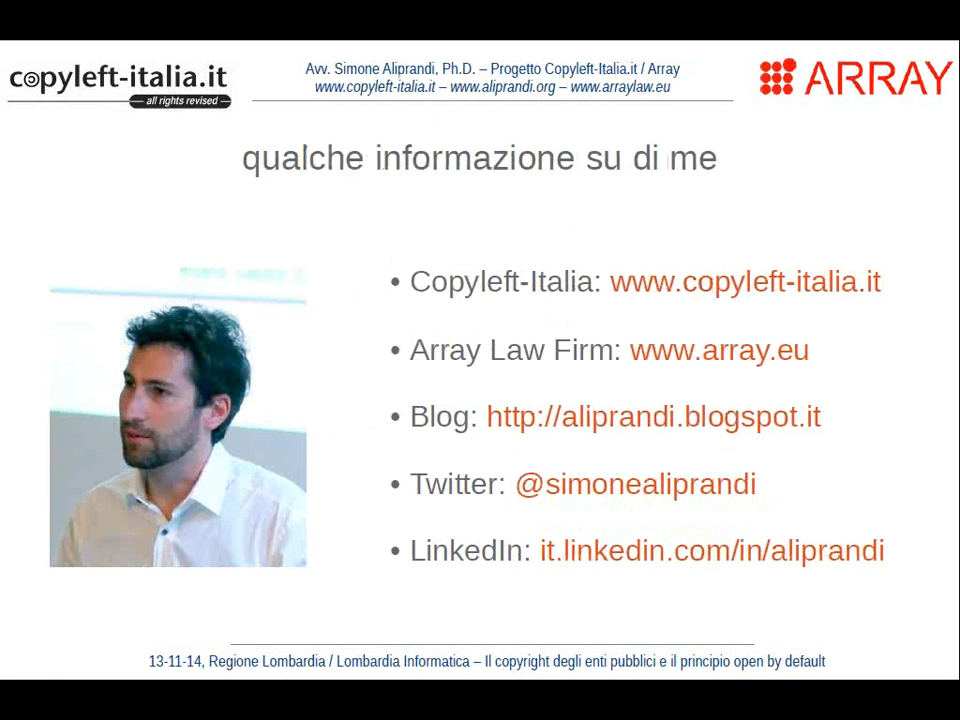 copyleft-italia.it
all rights revised
Avv. Simone Aliprandi, Ph.D. – Progetto Copyleft-Italia.it / Array
www.copyleft-italia.it – www.aliprandi.org – www.arraylaw.eu
ARRAY
qualche informazione su di me
• Copyleft-Italia: www.copyleft-italia.it
• Array Law Firm: www.array.eu
• Blog: http://aliprandi.blogspot.it
• Twitter: @simonealiprandi
• LinkedIn: it.linkedin.com/in/aliprandi
13-11-14, Regione Lombardia / Lombardia Informatica – Il copyright degli enti pubblici e il principio open by default